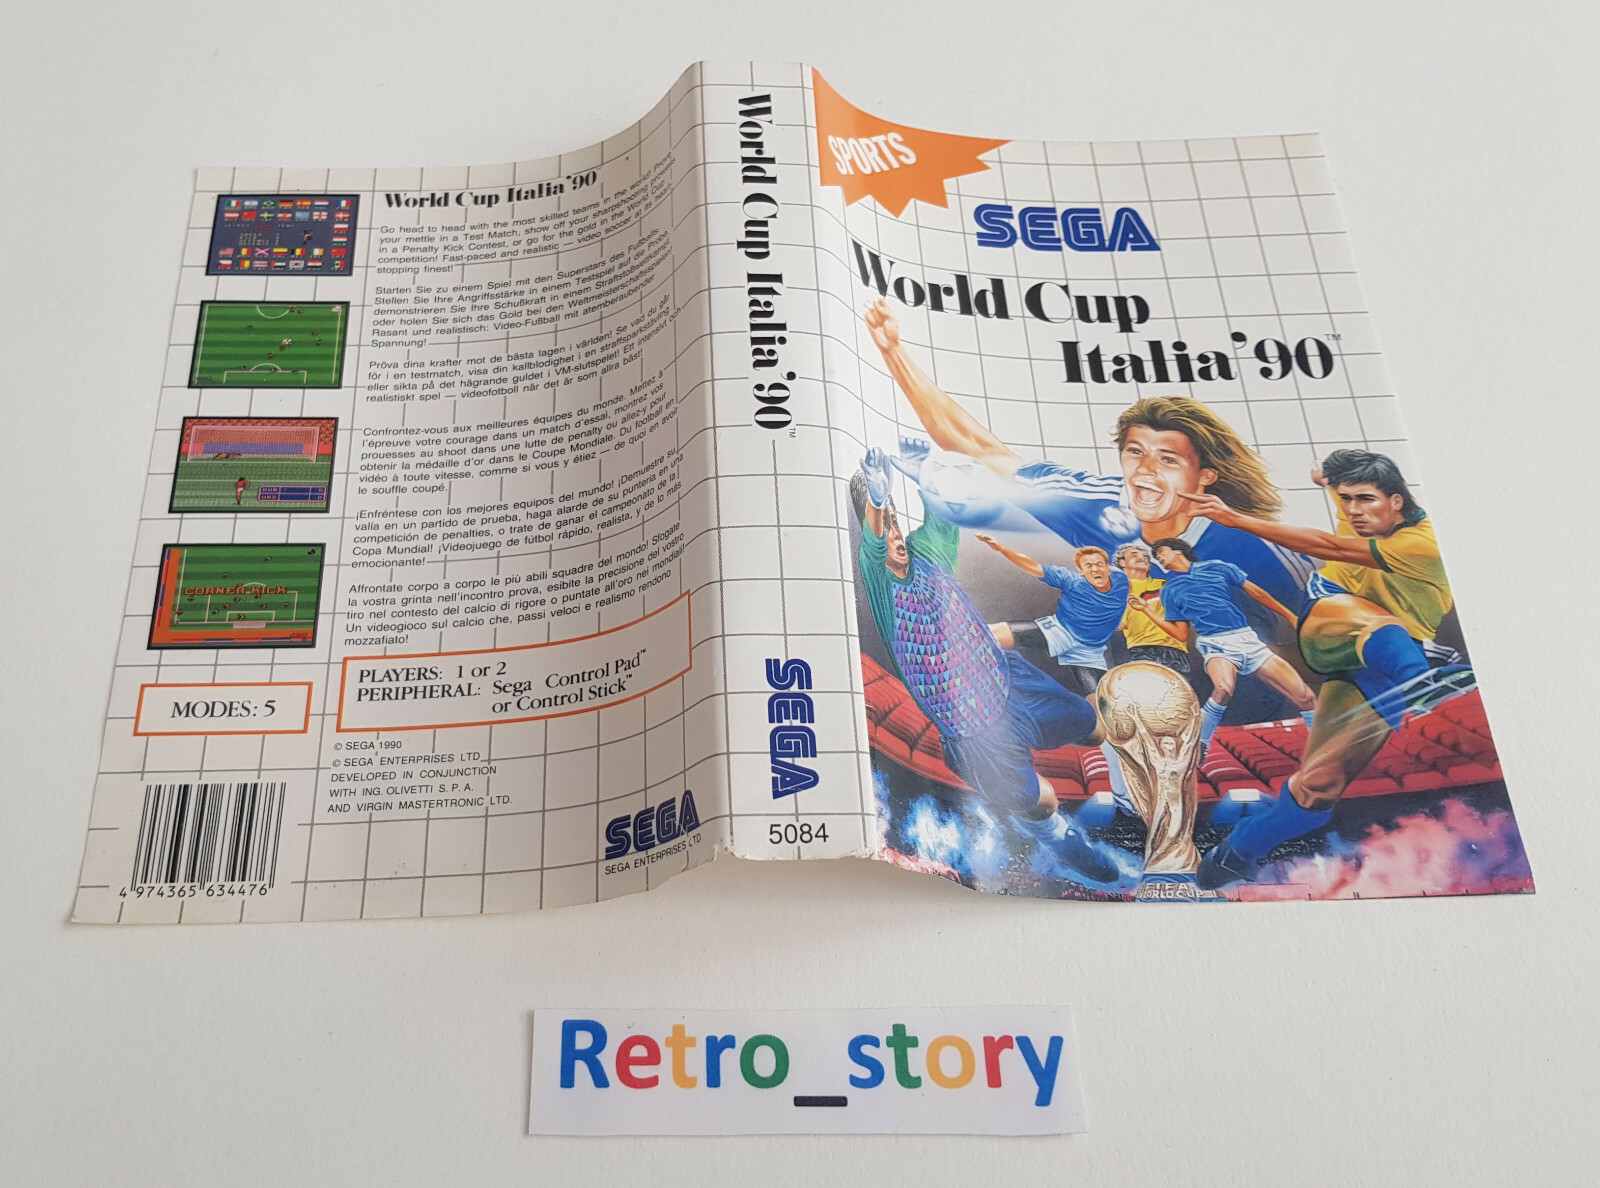 World Cup Italia '90
Go head to head with the most skilled teams in the world! Prove
your mettle in a Test Match, show off your sharpshooting prowess
in a Penalty Kick Contest, or go for the gold in the World Cup
competition! Fast-paced and realistic — video soccer at its heart-
stopping finest!
Starten Sie zu einem Spiel mit den Superstars des Fußballs.
Stellen Sie Ihre Angriffsstärke in einem Testspiel auf die Probe,
demonstrieren Sie Ihre Schußkraft in einem Straftstoßwettkampf,
oder holen Sie sich das Gold bei den Weltmeisterschaftsspielen!
Rasant und realistisch: Video-Fußball mit atemberaubender
Spannung!
Pröva dina krafter mot de bästa lagen i världen! Se vad du går
för i en testmatch, visa din kallblodighet i en straffsparkstävling
eller sikta på det hägrande guldet i VM-slutspelet! Ett intensivt och
realistiskt spel — videofotboll när det är som allra bäst!
Confrontez-vous aux meilleures équipes du monde. Mettez à
l'épreuve votre courage dans un match d'essai, montrez vos
prouesses au shoot dans une lutte de penalty ou allez-y pour
obtenir la médaille d'or dans le Coupe Mondiale. Du football en
vidéo à toute vitesse, comme si vous y étiez — de quoi en avoir
le souffle coupé.
¡Enfréntese con los mejores equipos del mundo! ¡Demuestre su
valía en un partido de prueba, haga alarde de su puntería en una
competición de penalties, o trate de ganar el campeonato de la
Copa Mundial! ¡Videojuego de fútbol rápido, realista, y de lo más
emocionante!
Affrontate corpo a corpo le più abili squadre del mondo! Sfogate
la vostra grinta nell'incontro prova, esibite la precisione del vostro
tiro nel contesto del calcio di rigore o puntate all'oro nei mondiali!
Un videogioco sul calcio che, passi veloci e realismo rendono
mozzafiato!
CORNER-KICK
PLAYERS: 1 or 2
PERIPHERAL: Sega Control Pad™
or Control Stick™
MODES: 5
© SEGA 1990
© SEGA ENTERPRISES LTD.
DEVELOPED IN CONJUNCTION
WITH ING. OLIVETTI S. P. A.
AND VIRGIN MASTERTRONIC LTD.
4 974365 634476
SEGA
SEGA ENTERPRISES LTD
World Cup Italia '90™
SEGA
5084
SPORTS
SEGA
World Cup
Italia '90™
FIFA
WORLD CUP
Retro_story